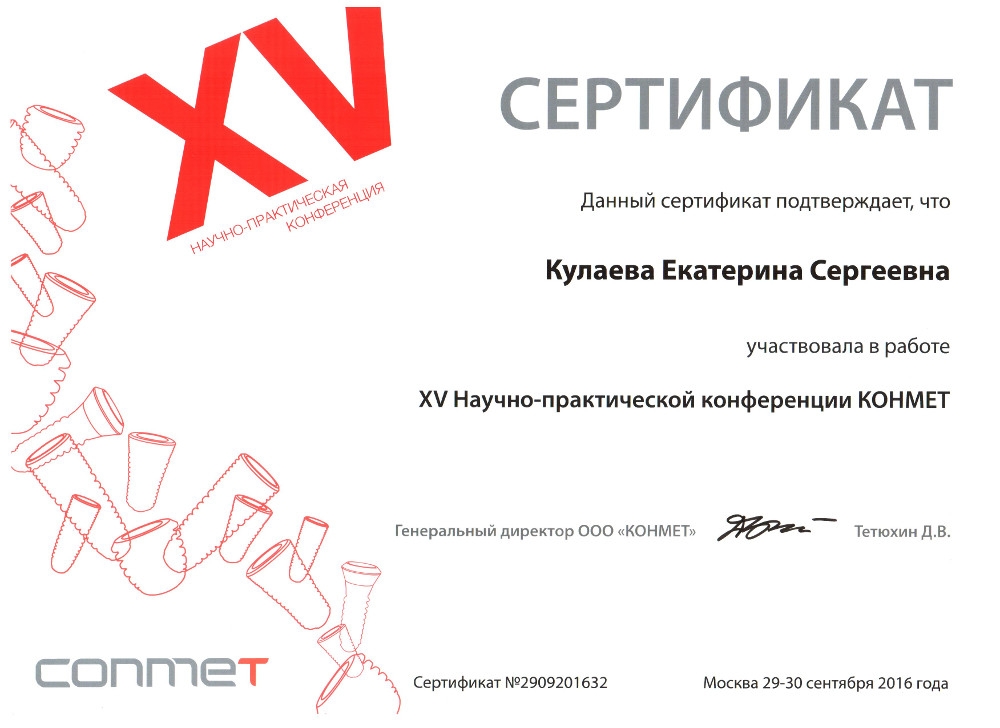 XV
НАУЧНО-ПРАКТИЧЕСКАЯ
КОНФЕРЕНЦИЯ
СЕРТИФИКАТ
Данный сертификат подтверждает, что
Кулаева Екатерина Сергеевна
участвовала в работе
XV Научно-практической конференции КОНМЕТ
Генеральный директор ООО «КОНМЕТ» Тетюхин Д.В.
conmet
Сертификат №2909201632
Москва 29-30 сентября 2016 года